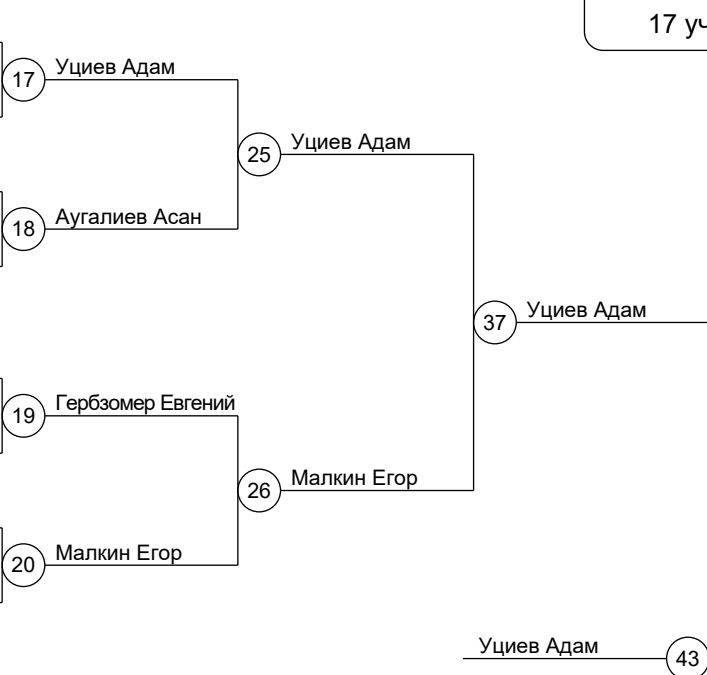 17 уч
17 Уциев Адам
25 Уциев Адам
18 Аугалиев Асан
37 Уциев Адам
19 Гербзомер Евгений
26 Малкин Егор
20 Малкин Егор
Уциев Адам 43